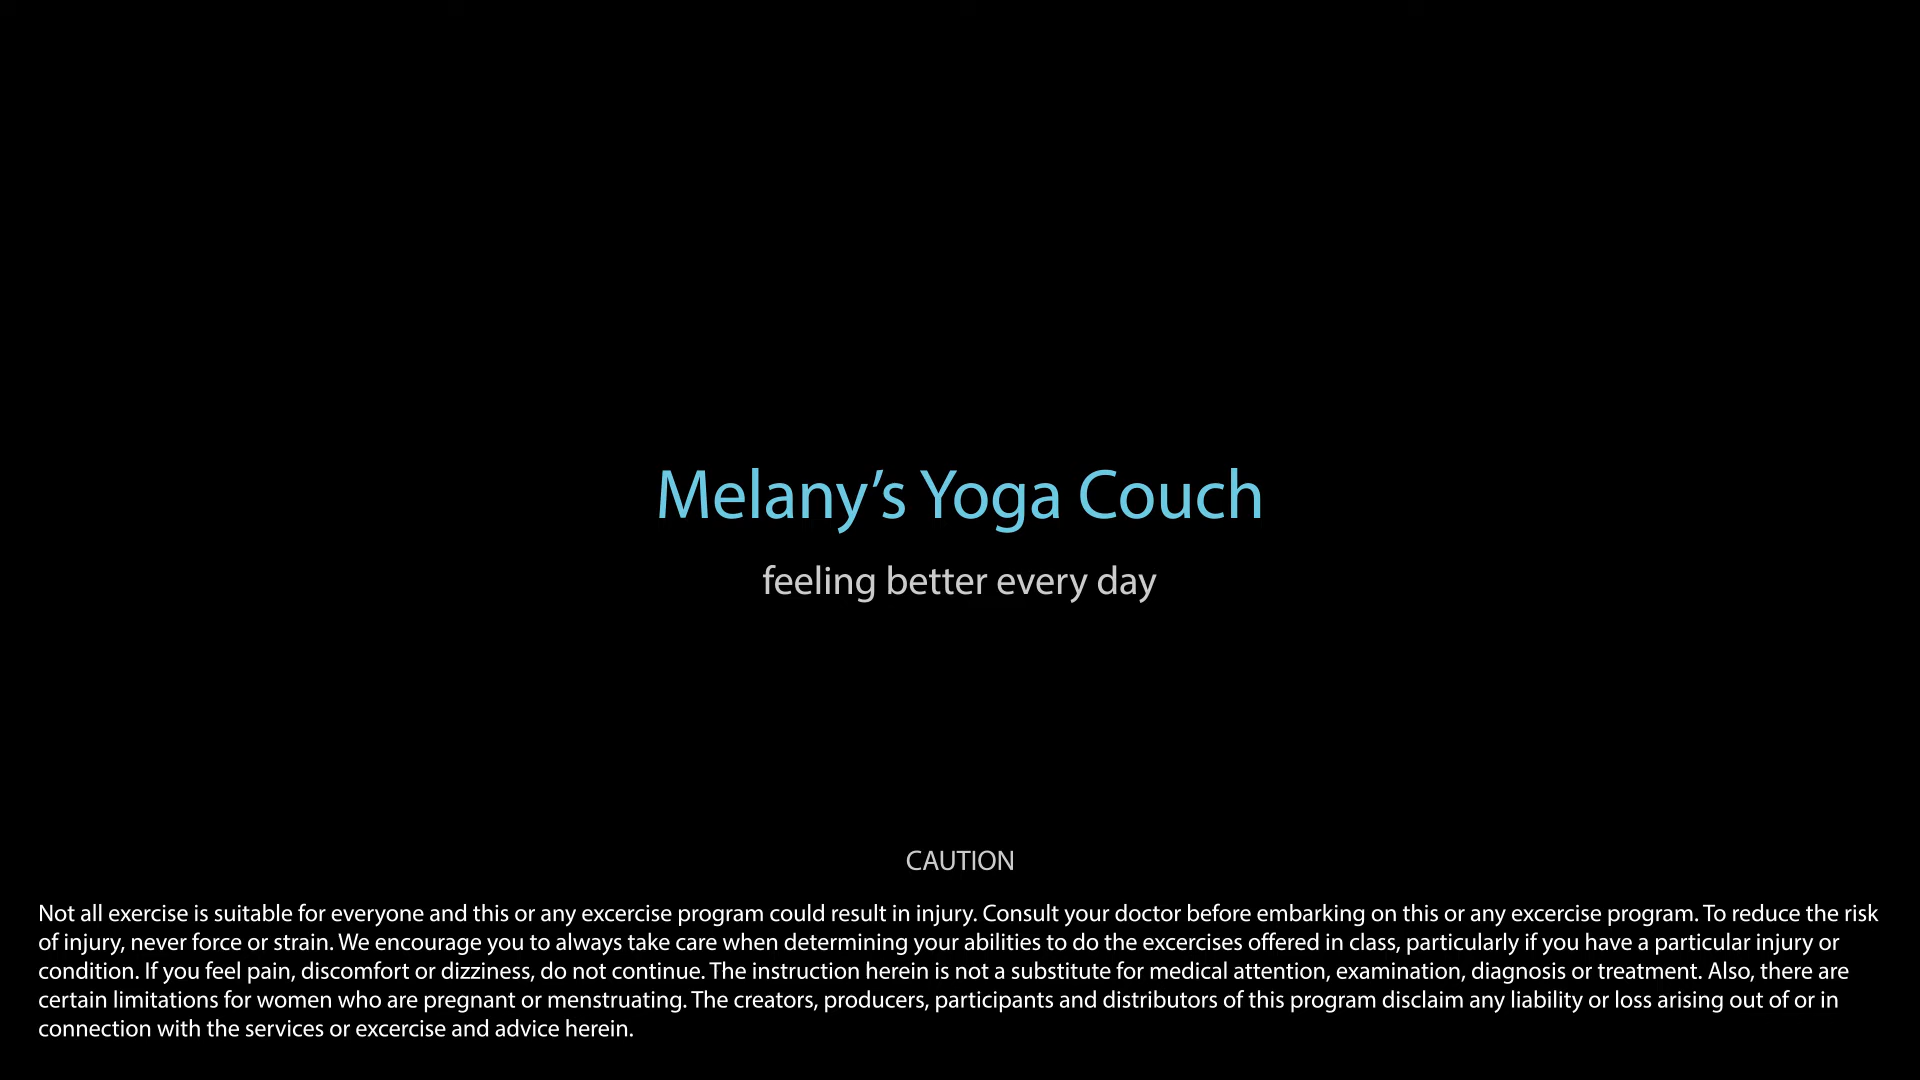 Melany’s Yoga Couch
feeling better every day
CAUTION
Not all exercise is suitable for everyone and this or any excercise program could result in injury. Consult your doctor before embarking on this or any excercise program. To reduce the risk
of injury, never force or strain. We encourage you to always take care when determining your abilities to do the excercises offered in class, particularly if you have a particular injury or
condition. If you feel pain, discomfort or dizziness, do not continue. The instruction herein is not a substitute for medical attention, examination, diagnosis or treatment. Also, there are
certain limitations for women who are pregnant or menstruating. The creators, producers, participants and distributors of this program disclaim any liability or loss arising out of or in
connection with the services or excercise and advice herein.